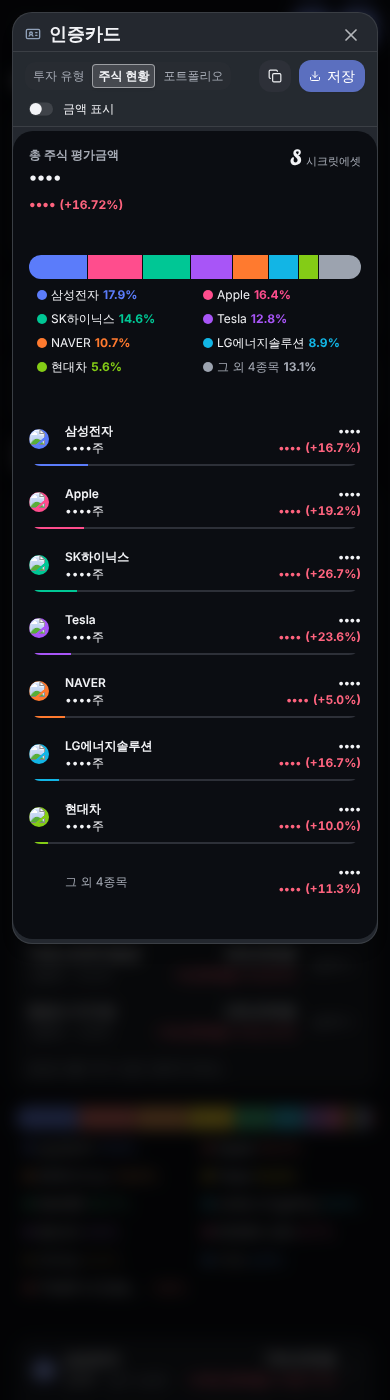 인증카드
투자 유형 주식 현황 포트폴리오 저장
금액 표시
총 주식 평가금액 시크릿에셋
••••
•••• (+16.72%)
삼성전자 17.9% Apple 16.4%
SK하이닉스 14.6% Tesla 12.8%
NAVER 10.7% LG에너지솔루션 8.9%
현대차 5.6% 그 외 4종목 13.1%
삼성전자 ••••
••••주 •••• (+16.7%)
Apple ••••
••••주 •••• (+19.2%)
SK하이닉스 ••••
••••주 •••• (+26.7%)
Tesla ••••
••••주 •••• (+23.6%)
NAVER ••••
••••주 •••• (+5.0%)
LG에너지솔루션 ••••
••••주 •••• (+16.7%)
현대차 ••••
••••주 •••• (+10.0%)
그 외 4종목 ••••
•••• (+11.3%)